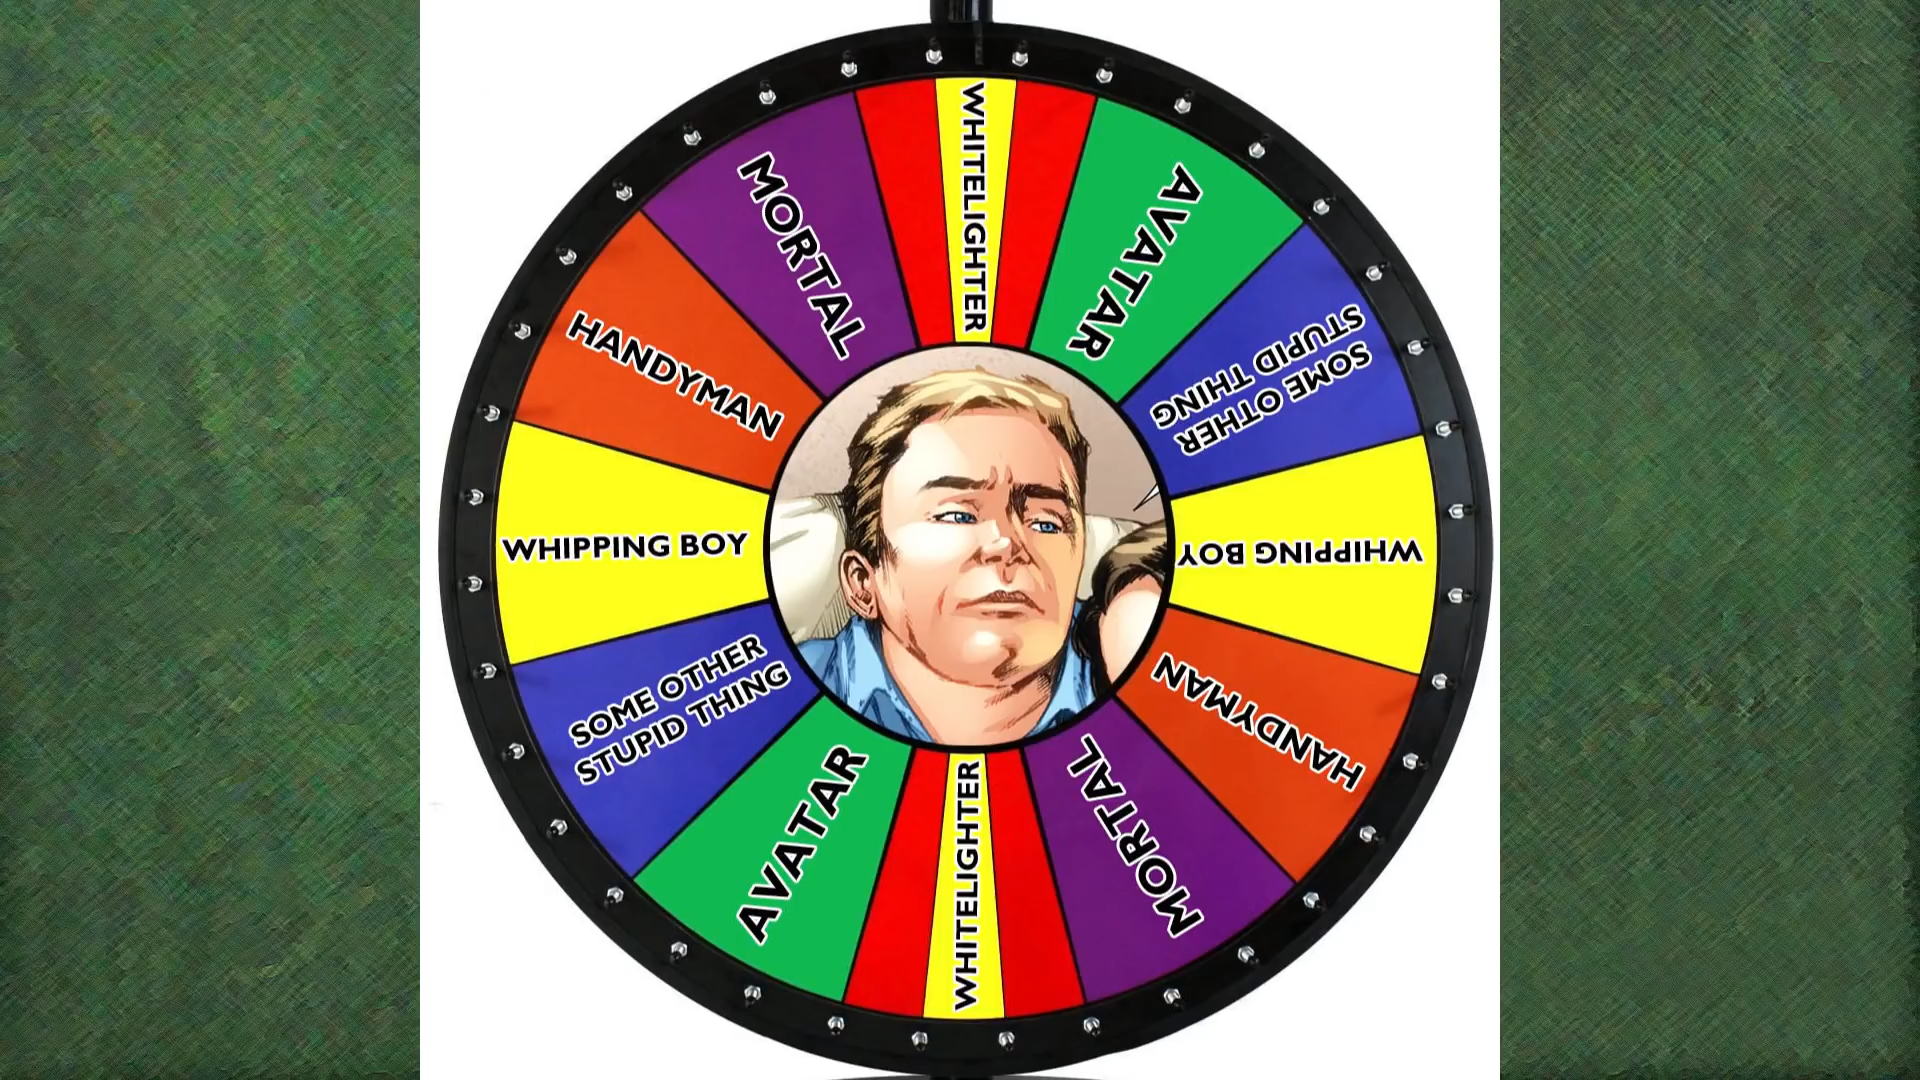 WHITELIGHTER
AVATAR
SOME OTHER
STUPID THING
WHIPPING BOY
HANDYMAN
MORTAL
WHITELIGHTER
AVATAR
SOME OTHER
STUPID THING
WHIPPING BOY
HANDYMAN
MORTAL